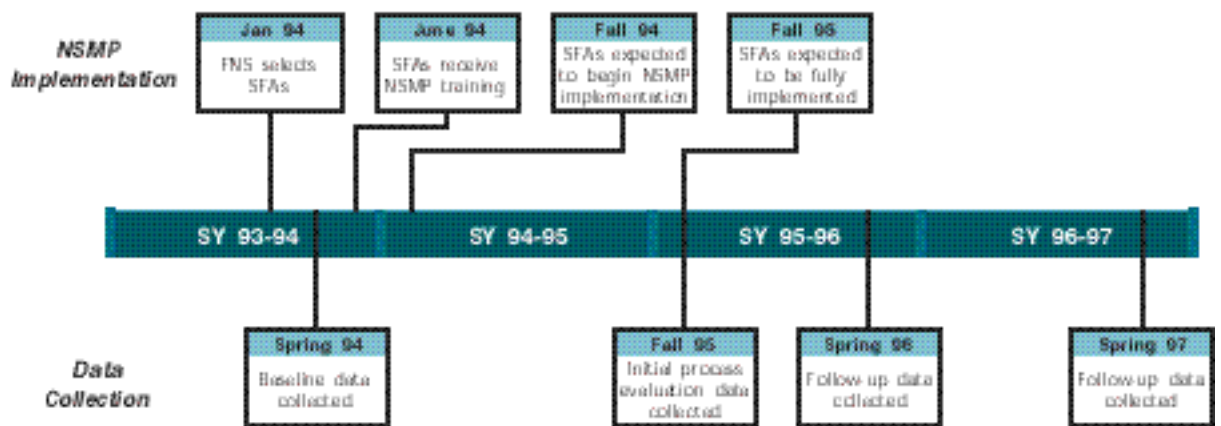 NSMP
Implementation
Jan 94
FNS selects
SFAs
June 94
SFAs receive
NSMP training
Fall 94
SFAs expected
to begin NSMP
implementation
Fall 95
SFAs expected
to be fully
implemented
SY 93-94
SY 94-95
SY 95-96
SY 96-97
Data
Collection
Spring 94
Baseline data
collected
Fall 95
Initial process
evaluation data
collected
Spring 96
Follow-up data
collected
Spring 97
Follow-up data
collected